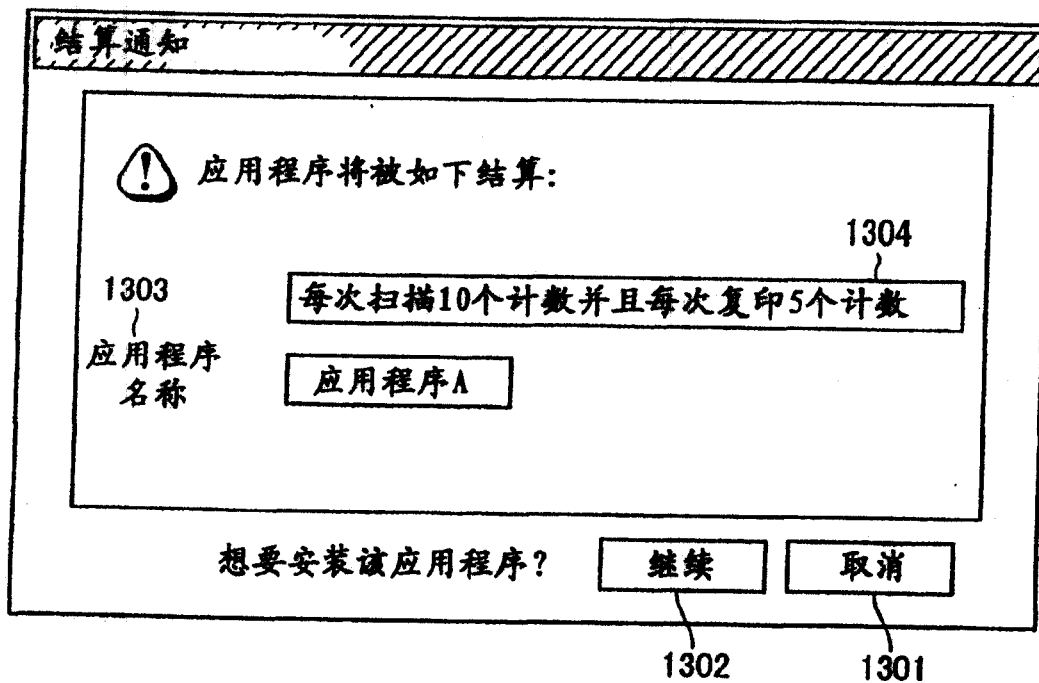 结算通知
应用程序将被如下结算:
1304
每次扫描10个计数并且每次复印5个计数
1303
应用程序
名称
应用程序A
想要安装该应用程序?
继续
取消
1302
1301